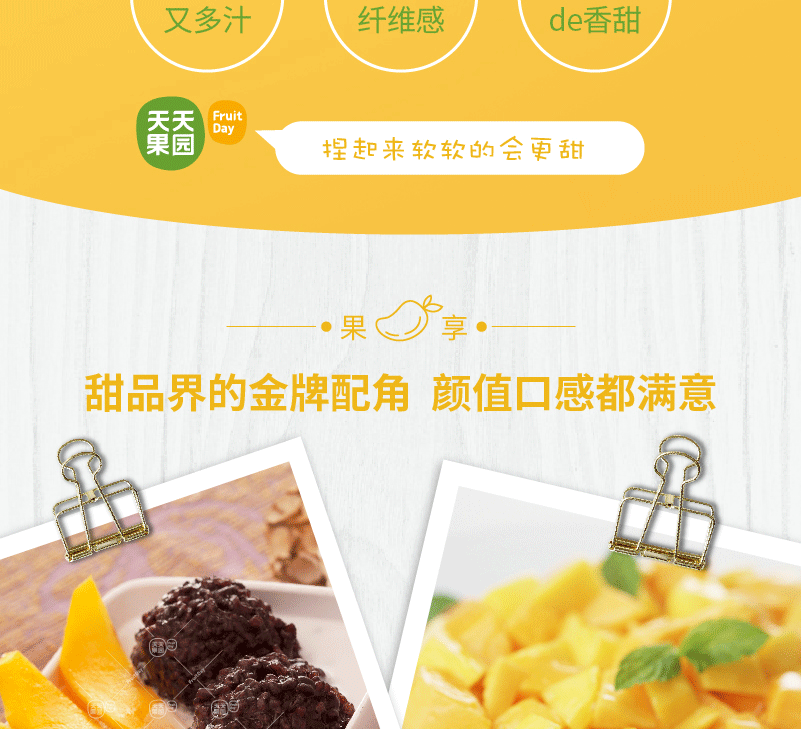 又多汁
纤维感
de香甜
天天
果园
Fruit
Day
捏起来软软的会更甜
果 享
甜品界的金牌配角 颜值口感都满意